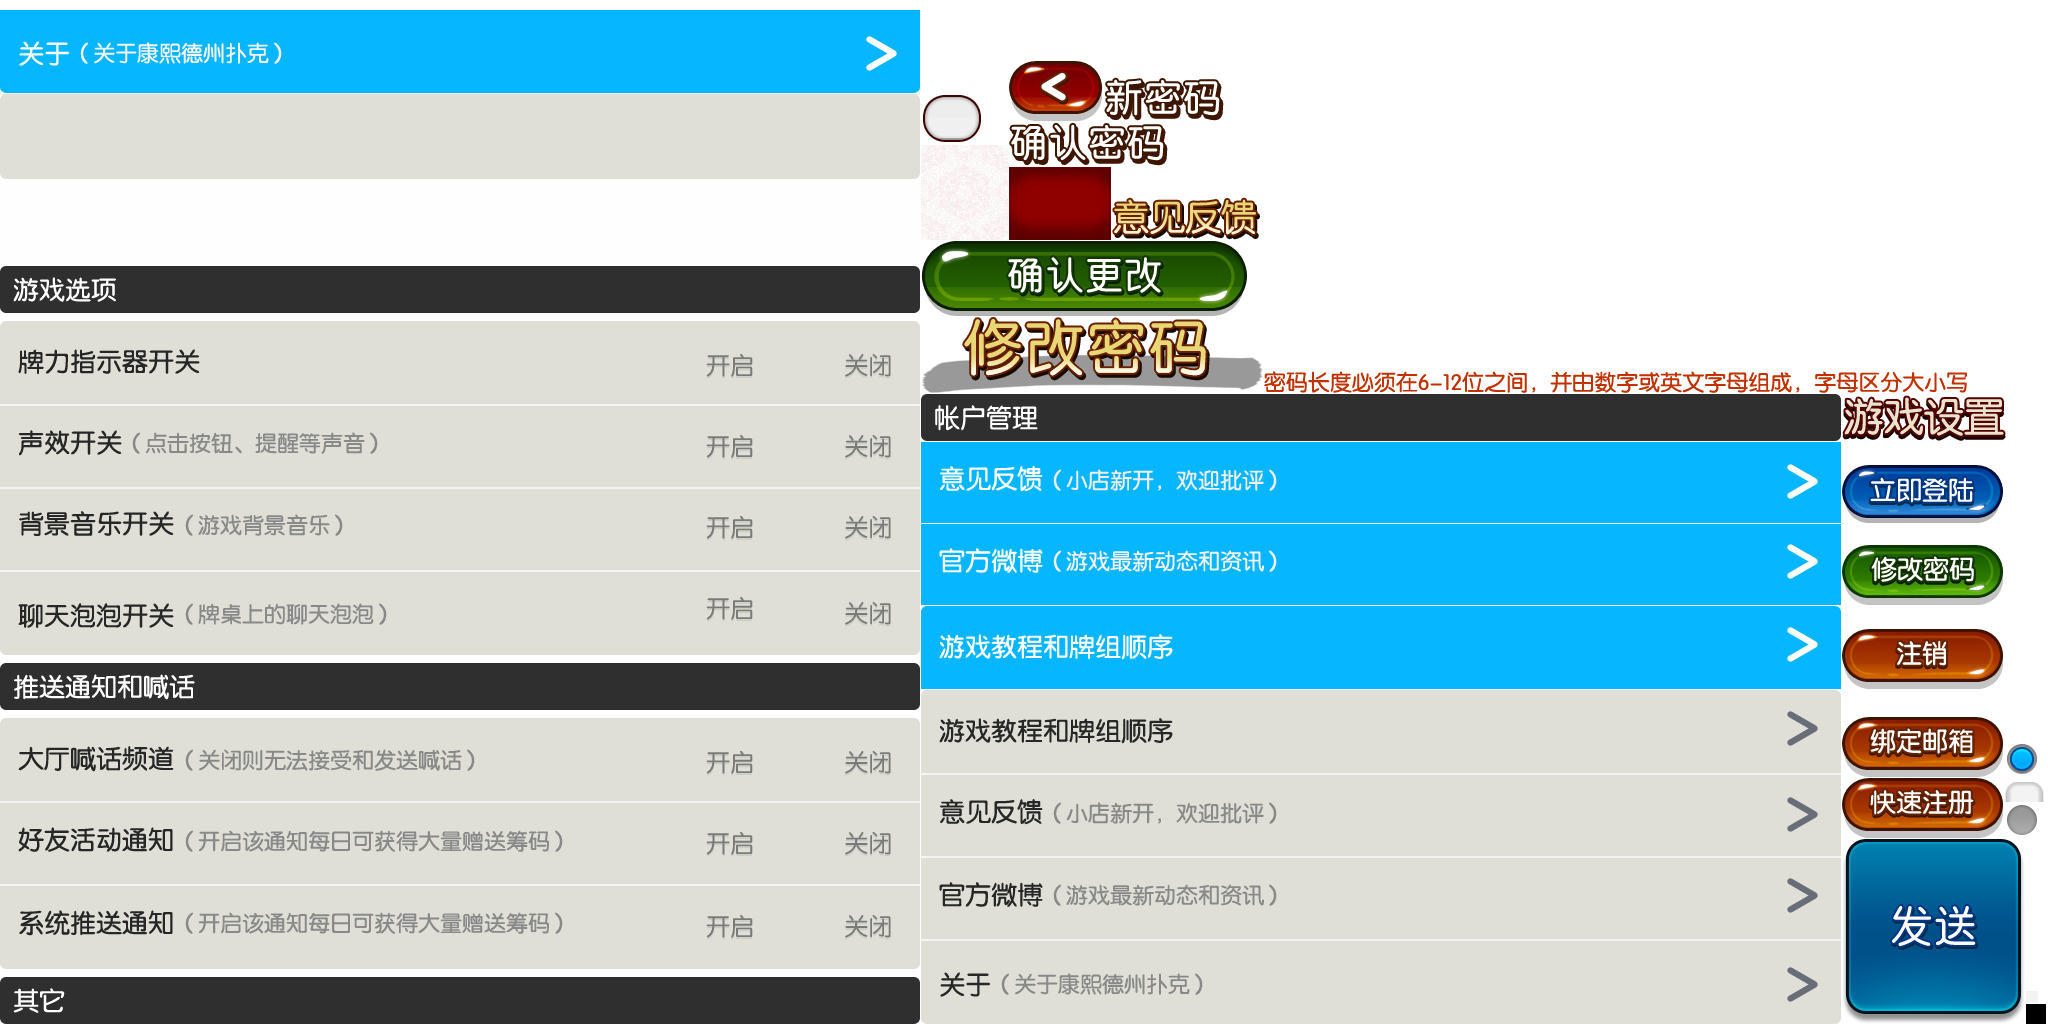 关于（关于康熙德州扑克）
游戏选项
牌力指示器开关 开启 关闭
声效开关（点击按钮、提醒等声音） 开启 关闭
背景音乐开关（游戏背景音乐） 开启 关闭
聊天泡泡开关（牌桌上的聊天泡泡） 开启 关闭
推送通知和喊话
大厅喊话频道（关闭则无法接受和发送喊话） 开启 关闭
好友活动通知（开启该通知每日可获得大量赠送筹码） 开启 关闭
系统推送通知（开启该通知每日可获得大量赠送筹码） 开启 关闭
其它
新密码
确认密码
意见反馈
确认更改
修改密码
密码长度必须在6-12位之间，并由数字或英文字母组成，字母区分大小写
帐户管理
意见反馈（小店新开，欢迎批评）
官方微博（游戏最新动态和资讯）
游戏教程和牌组顺序
游戏教程和牌组顺序
意见反馈（小店新开，欢迎批评）
官方微博（游戏最新动态和资讯）
关于（关于康熙德州扑克）
游戏设置
立即登陆
修改密码
注销
绑定邮箱
快速注册
发送